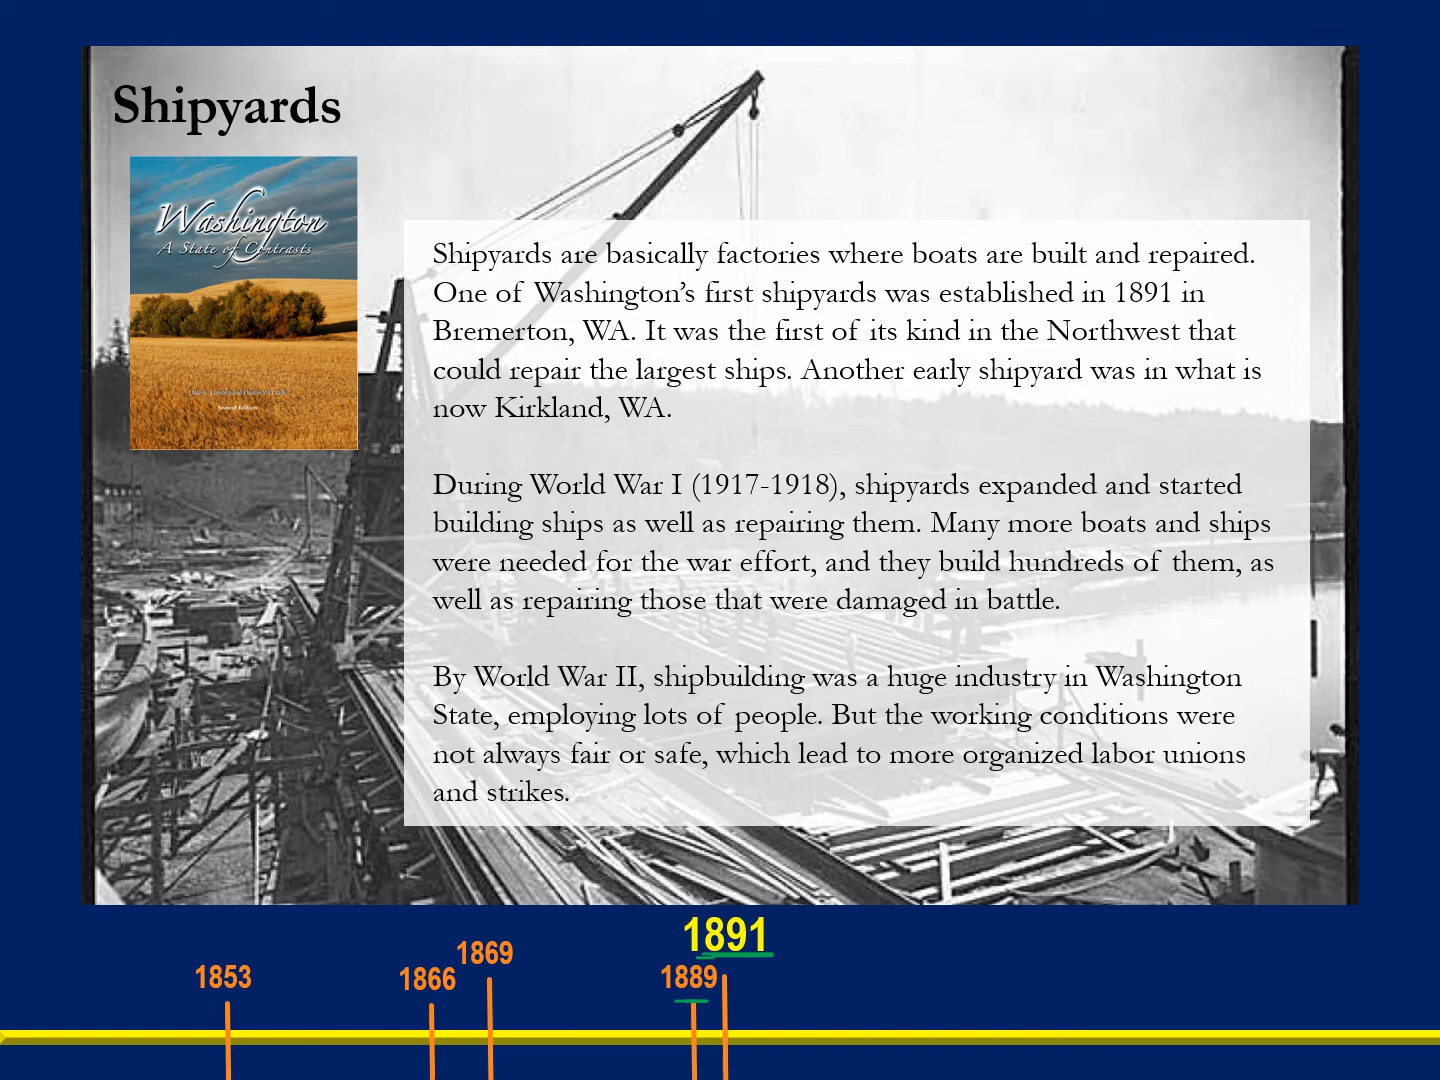 Shipyards
Washington
A State of Contrasts
Second Edition
Shipyards are basically factories where boats are built and repaired.
One of Washington's first shipyards was established in 1891 in
Bremerton, WA. It was the first of its kind in the Northwest that
could repair the largest ships. Another early shipyard was in what is
now Kirkland, WA.
During World War I (1917-1918), shipyards expanded and started
building ships as well as repairing them. Many more boats and ships
were needed for the war effort, and they build hundreds of them, as
well as repairing those that were damaged in battle.
By World War II, shipbuilding was a huge industry in Washington
State, employing lots of people. But the working conditions were
not always fair or safe, which lead to more organized labor unions
and strikes.
1853
1866
1869
1889
1891